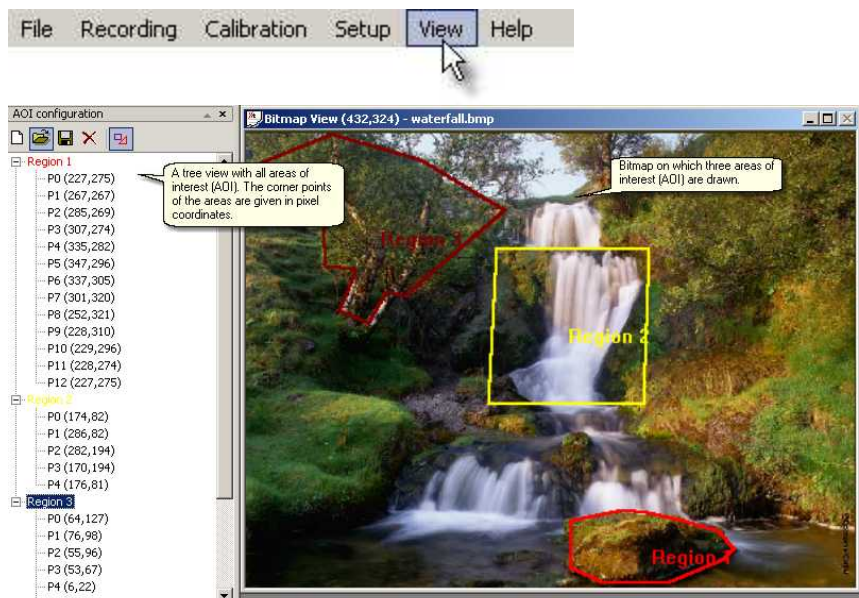 File Recording Calibration Setup View Help
AOI configuration
Region 1
P0 (227,275)
P1 (267,267)
P2 (285,269)
P3 (307,274)
P4 (335,282)
P5 (347,296)
P6 (337,305)
P7 (301,320)
P8 (252,321)
P9 (228,310)
P10 (229,296)
P11 (228,274)
P12 (227,275)
Region 2
P0 (174,82)
P1 (286,82)
P2 (282,194)
P3 (170,194)
P4 (176,81)
Region 3
P0 (64,127)
P1 (76,98)
P2 (55,96)
P3 (53,67)
P4 (6,22)
A tree view with all areas of
interest (AOI). The corner points
of the areas are given in pixel
coordinates.
Bitmap View (432,324) - waterfall.bmp
Bitmap on which three areas of
interest (AOI) are drawn.
Region 3
Region 2
Region 1